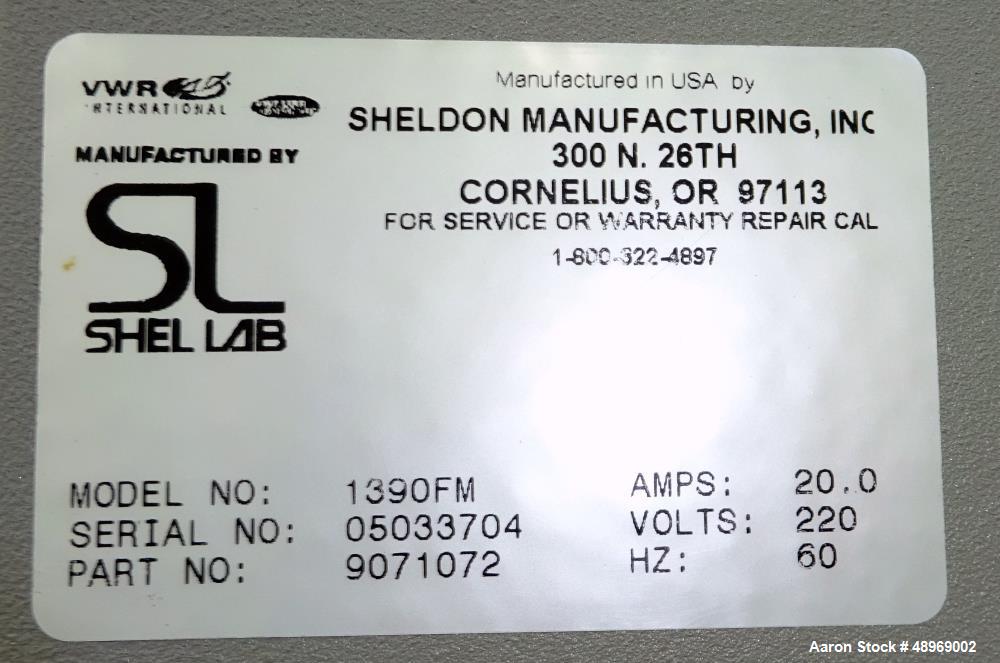 VWR
INTERNATIONAL
MANUFACTURED BY
SL
SHEL LAB
Manufactured in USA by
SHELDON MANUFACTURING, INC
300 N. 26TH
CORNELIUS, OR 97113
FOR SERVICE OR WARRANTY REPAIR CAL
1-800-322-4897
MODEL NO: 1390FM AMPS: 20.0
SERIAL NO: 05033704 VOLTS: 220
PART NO: 9071072 HZ: 60
Aaron Stock # 48969002